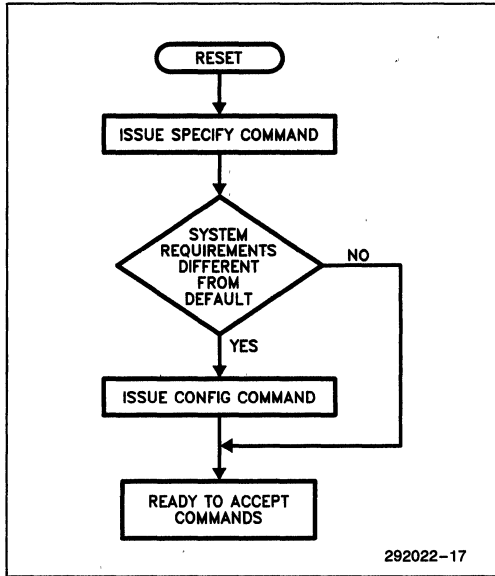 RESET
ISSUE SPECIFY COMMAND
SYSTEM
REQUIREMENTS
DIFFERENT
FROM
DEFAULT
NO
YES
ISSUE CONFIG COMMAND
READY TO ACCEPT
COMMANDS
292022-17